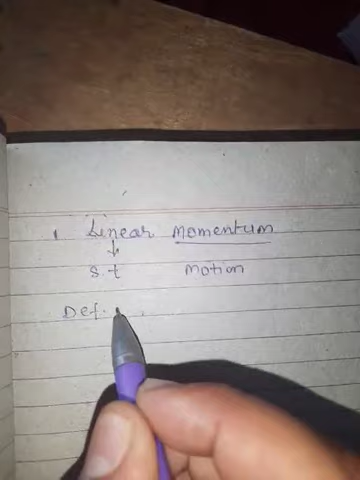 1 Linear Momentum
↓
S.t Motion
Def.